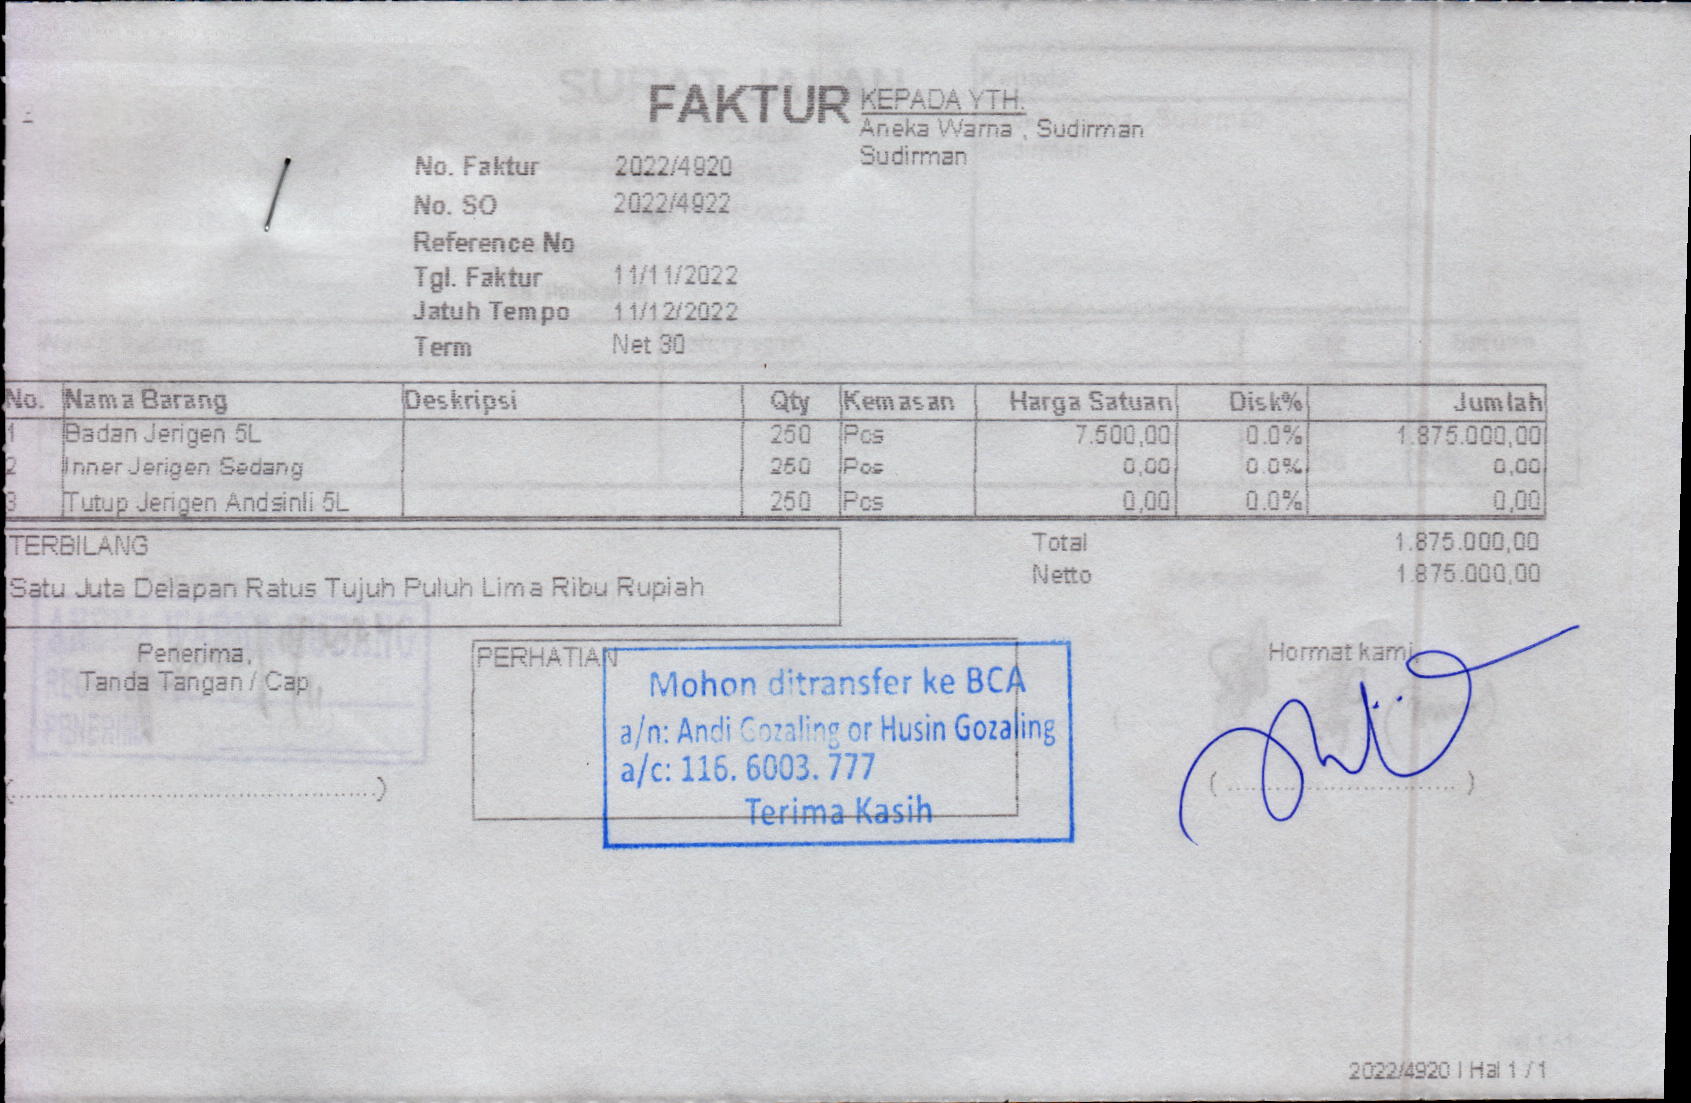 FAKTUR
KEPADA YTH.
Aneka Warna , Sudirman
Sudirman
No. Faktur 2022/4920
No. SO 2022/4922
Reference No
Tgl. Faktur 11/11/2022
Jatuh Tempo 11/12/2022
Term Net 30
No. Nama Barang Deskripsi Qty Kemasan Harga Satuan Disk% Jumlah
1 Badan Jerigen 5L 250 Pcs 7.500,00 0.0% 1.875.000,00
2 Inner Jerigen Sedang 250 Pcs 0,00 0.0% 0,00
3 Tutup Jerigen Andsinli 5L 250 Pcs 0,00 0.0% 0,00
TERBILANG
Satu Juta Delapan Ratus Tujuh Puluh Lima Ribu Rupiah
Total 1.875.000,00
Netto 1.875.000,00
Penerima,
Tanda Tangan / Cap
PERHATIAN
Mohon ditransfer ke BCA
a/n: Andi Gozaling or Husin Gozaling
a/c: 116. 6003. 777
Terima Kasih
Hormat kami,
2022/4920 | Hal 1 / 1